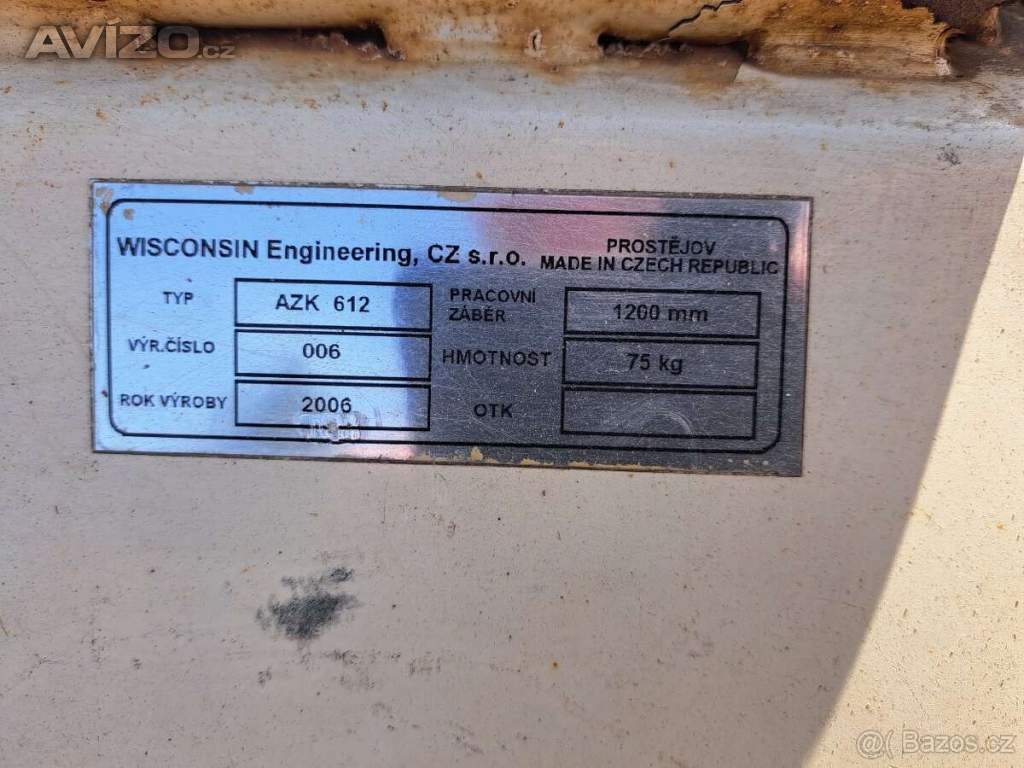 AVÍZO.cz
WISCONSIN Engineering, CZ s.r.o.
PROSTĚJOV
MADE IN CZECH REPUBLIC
TYP AZK 612 PRACOVNÍ ZÁBĚR 1200 mm
VÝR.ČÍSLO 006 HMOTNOST 75 kg
ROK VÝROBY 2006 OTK
@( Bazos.cz